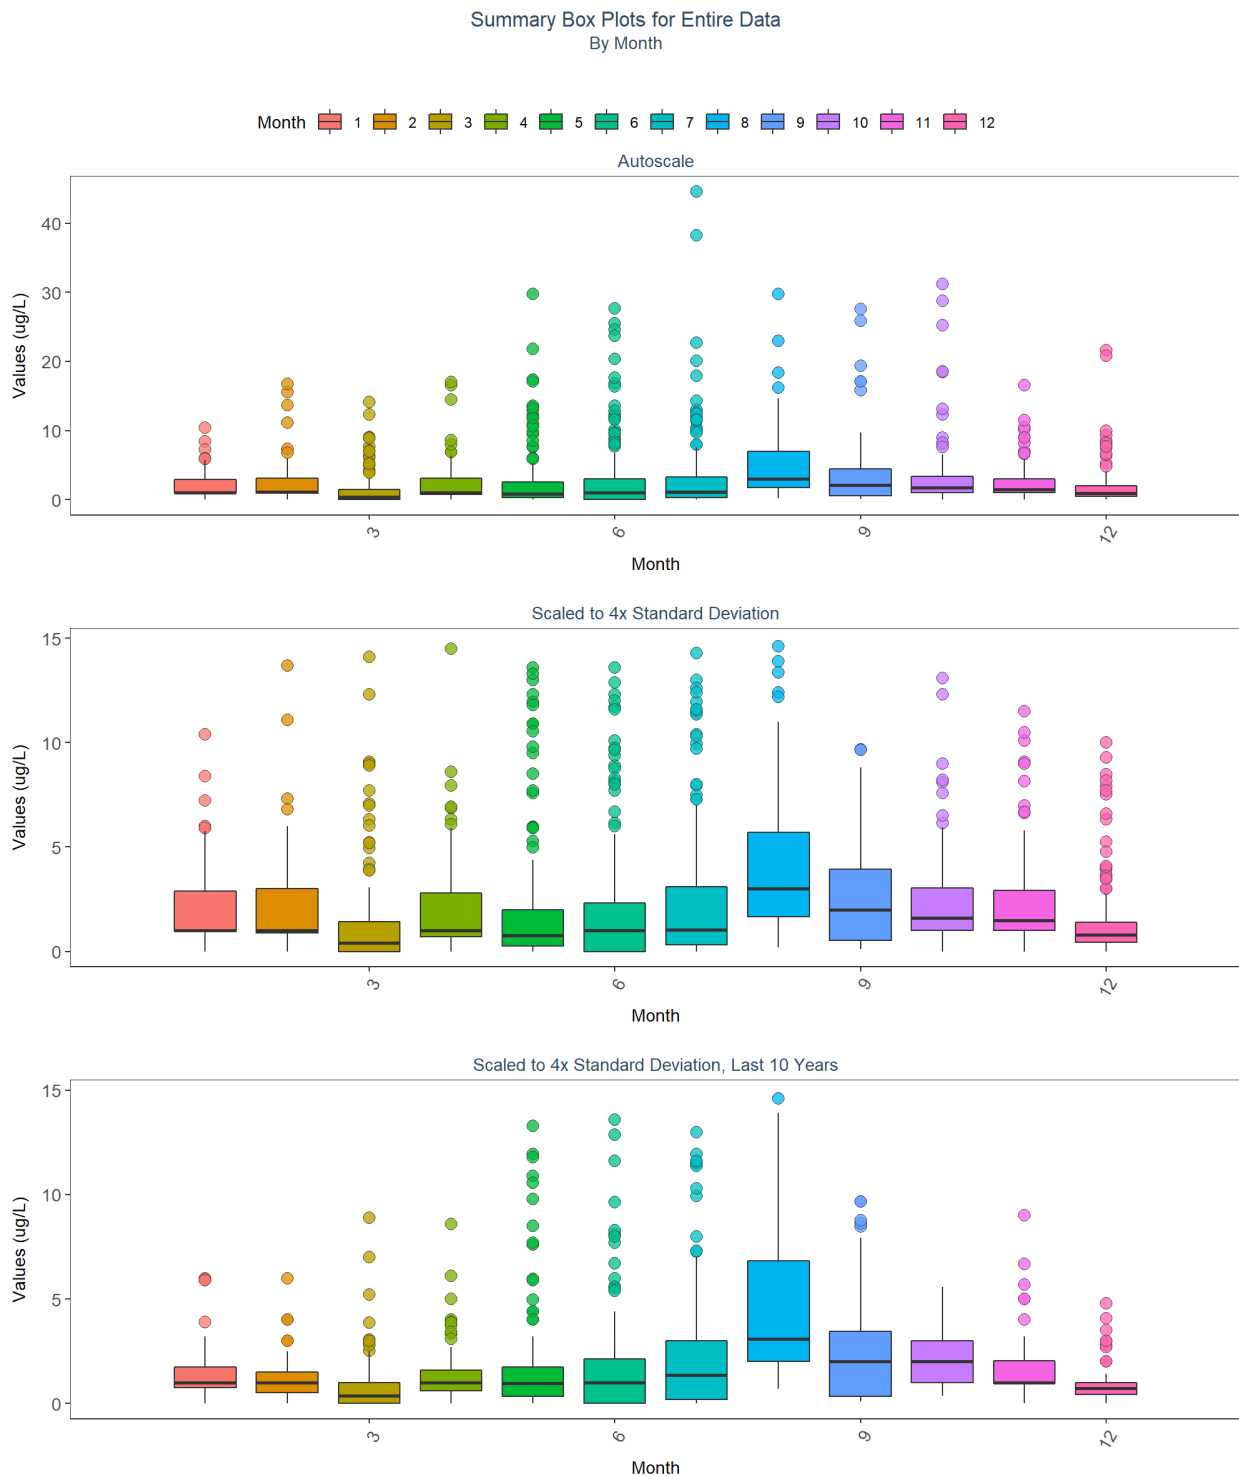 Summary Box Plots for Entire Data
By Month
Month 1 2 3 4 5 6 7 8 9 10 11 12
Autoscale
Values (ug/L)
40
30
20
10
0
3 6 9 12
Month
Scaled to 4x Standard Deviation
Values (ug/L)
15
10
5
0
3 6 9 12
Month
Scaled to 4x Standard Deviation, Last 10 Years
Values (ug/L)
15
10
5
0
3 6 9 12
Month